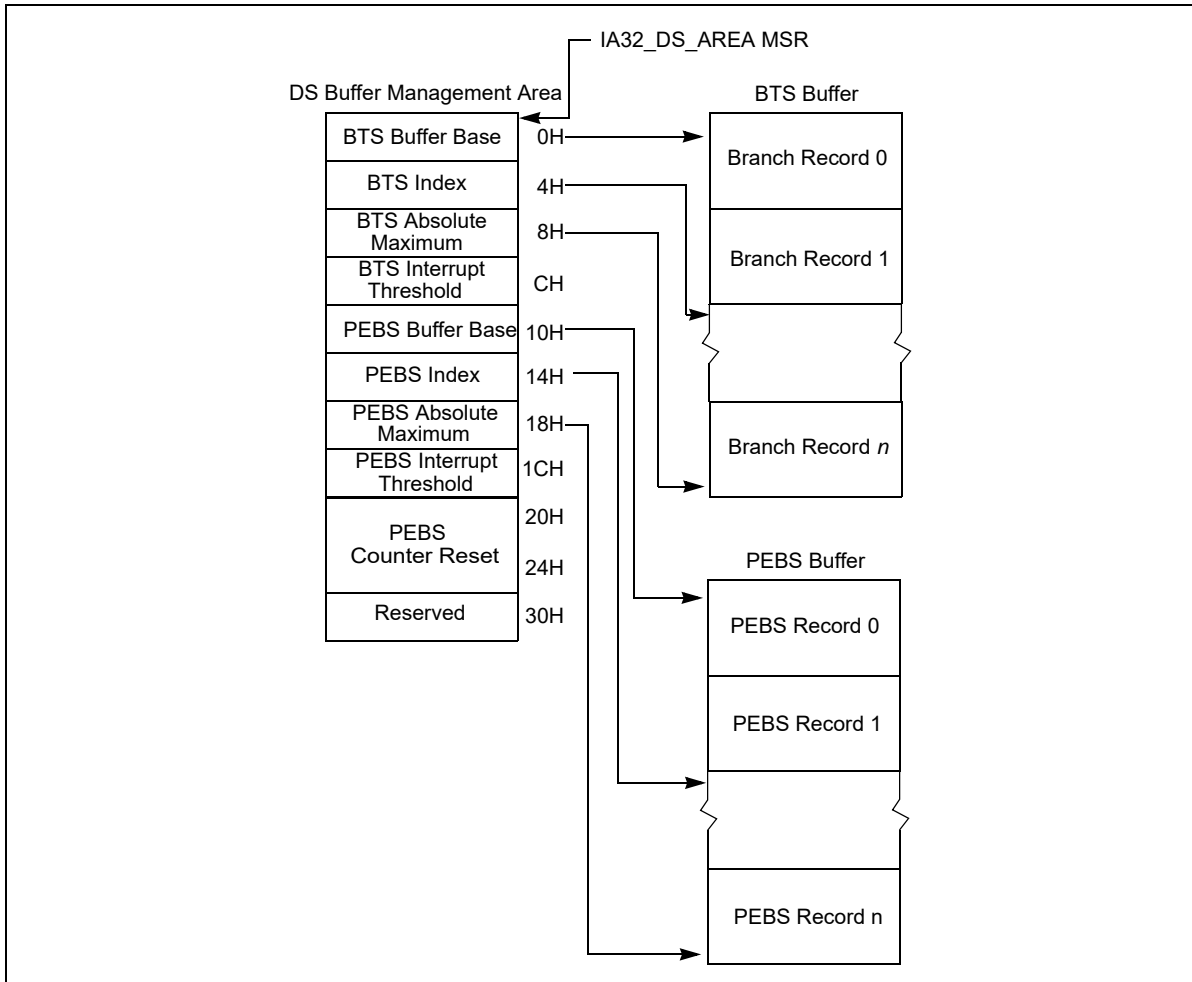 IA32_DS_AREA MSR
DS Buffer Management Area
BTS Buffer Base 0H
BTS Index 4H
BTS Absolute
Maximum 8H
BTS Interrupt
Threshold CH
PEBS Buffer Base 10H
PEBS Index 14H
PEBS Absolute
Maximum 18H
PEBS Interrupt
Threshold 1CH
20H
PEBS
Counter Reset
24H
Reserved 30H
BTS Buffer
Branch Record 0
Branch Record 1
Branch Record n
PEBS Buffer
PEBS Record 0
PEBS Record 1
PEBS Record n